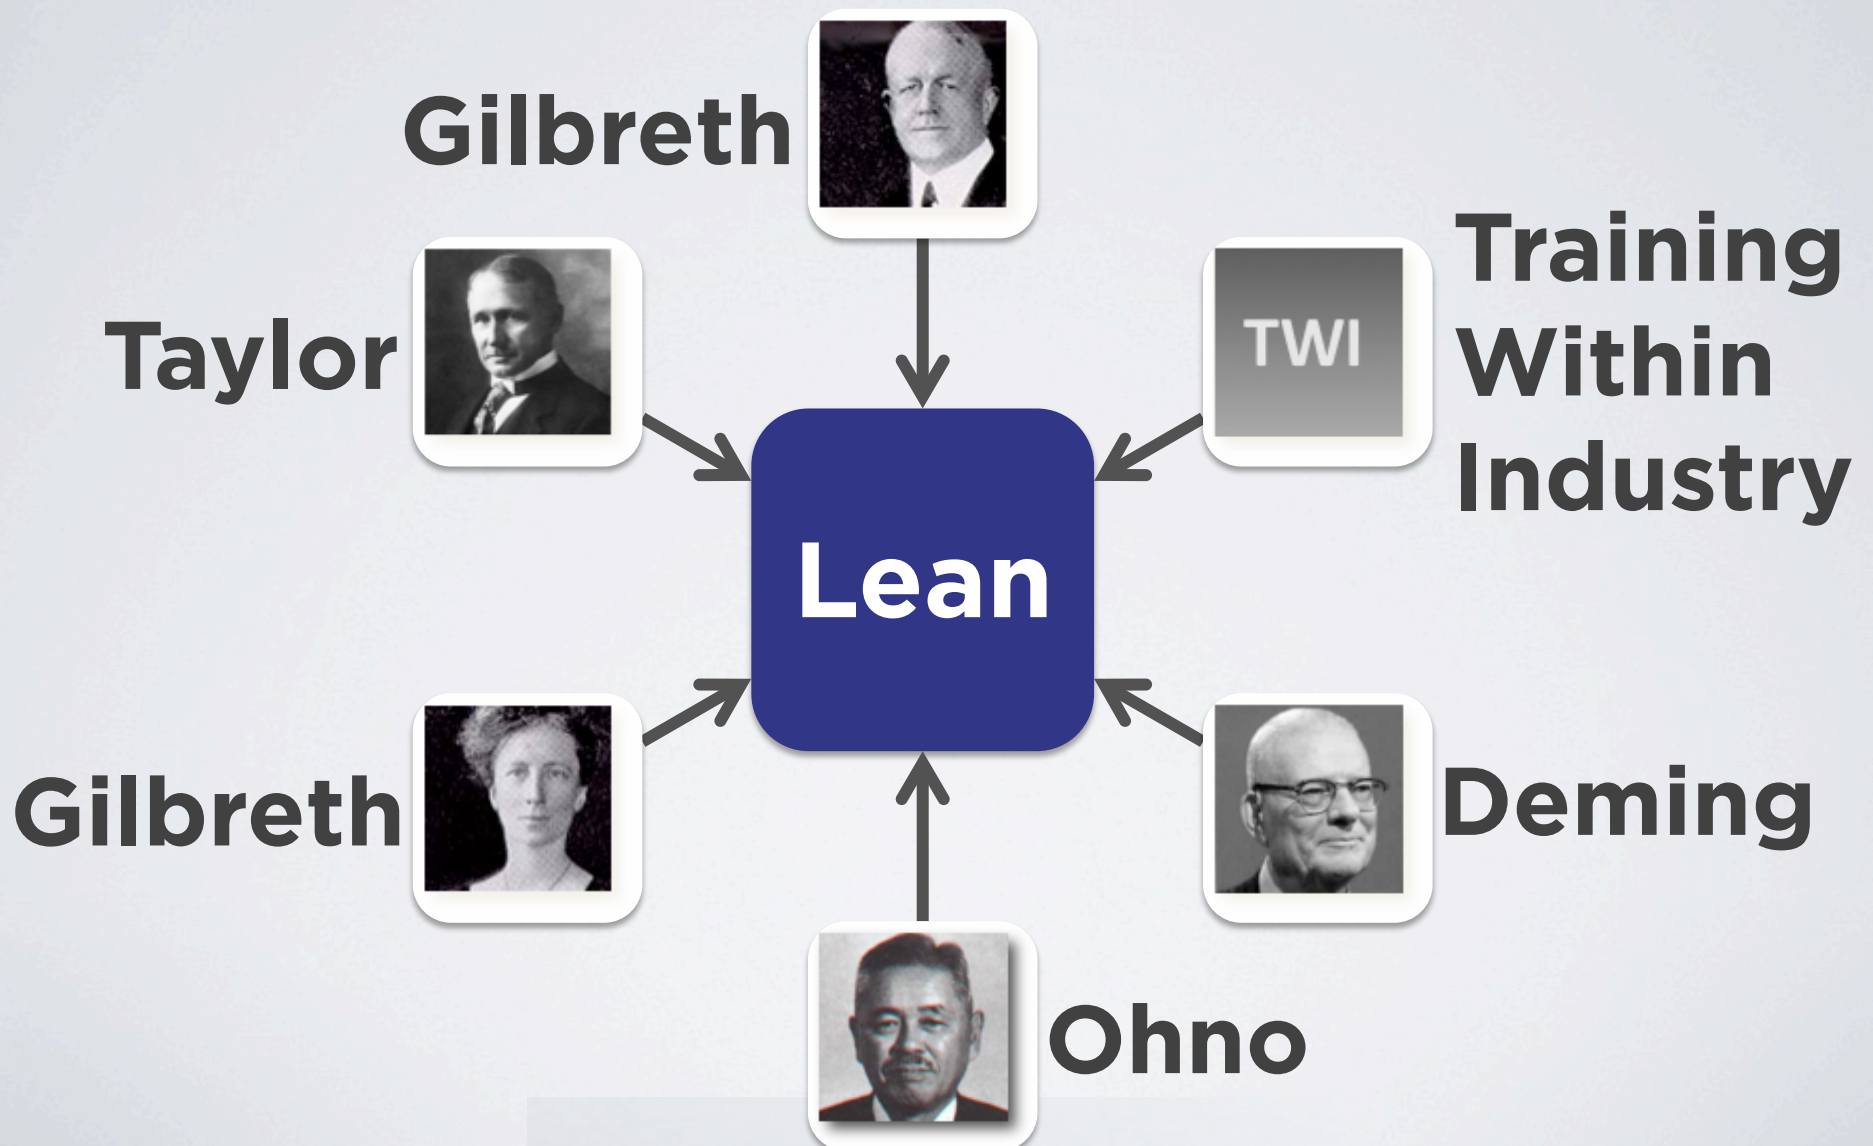 Gilbreth
Taylor
TWI
Training
Within
Industry
Lean
Gilbreth
Deming
Ohno